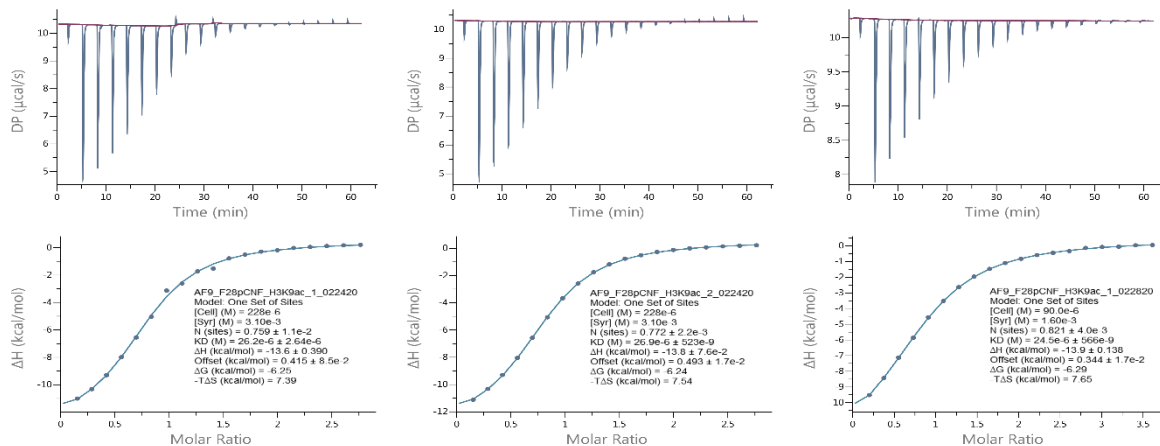 10
9
8
7
6
5
DP (µcal/s)
0 10 20 30 40 50 60
Time (min)
10
9
8
7
6
5
DP (µcal/s)
0 10 20 30 40 50 60
Time (min)
10
9.5
9
8.5
8
DP (µcal/s)
0 5 10 15 20 25 30 35 40 45 50 55 60
Time (min)
0
-2
-4
-6
-8
-10
ΔH (kcal/mol)
AF9_F28pCNF_H3K9ac_1_022420
Model: One Set of Sites
[Cell] (M) = 228e 6
[Syr] (M) = 3.10e-3
N (sites) = 0.759 ± 1.1e-2
KD (M) = 26.2e-6 ± 2.64e-6
ΔH (kcal/mol) = -13.6 ± 0.390
Offset (kcal/mol) = 0.415 ± 8.5e-2
ΔG (kcal/mol) = -6.25
-TΔS (kcal/mol) = 7.39
0 0.5 1 1.5 2 2.5
Molar Ratio
0
-2
-4
-6
-8
-10
-12
ΔH (kcal/mol)
AF9_F28pCNF_H3K9ac_2_022420
Model: One Set of Sites
[Cell] (M) = 228e-6
[Syr] (M) = 3.10 e-3
N (sites) = 0.772 ± 2.2e-3
KD (M) = 26.9e-6 ± 523e-9
ΔH (kcal/mol) = -13.8 ± 7.6e-2
Offset (kcal/mol) = 0.493 ± 1.7e-2
ΔG (kcal/mol) = -6.24
-TΔS (kcal/mol) = 7.54
0 0.5 1 1.5 2 2.5
Molar Ratio
0
-1
-2
-3
-4
-5
-6
-7
-8
-9
10
ΔH (kcal/mol)
AF9_F28pCNF_H3K9ac_1_022820
Model: One Set of Sites
[Cell] (M) = 90.0e-6
[Syr] (M) = 1.60e-3
N (sites) = 0.821 ± 4.0e 3
KD (M) = 24.5e-6 ± 566e-9
ΔH (kcal/mol) = -13.9 ± 0.138
Offset (kcal/mol) = 0.344 ± 1.7e-2
ΔG (kcal/mol) = -6.29
TΔS (kcal/mol) = 7.65
0 0.5 1 1.5 2 2.5 3 3.5
Molar Ratio